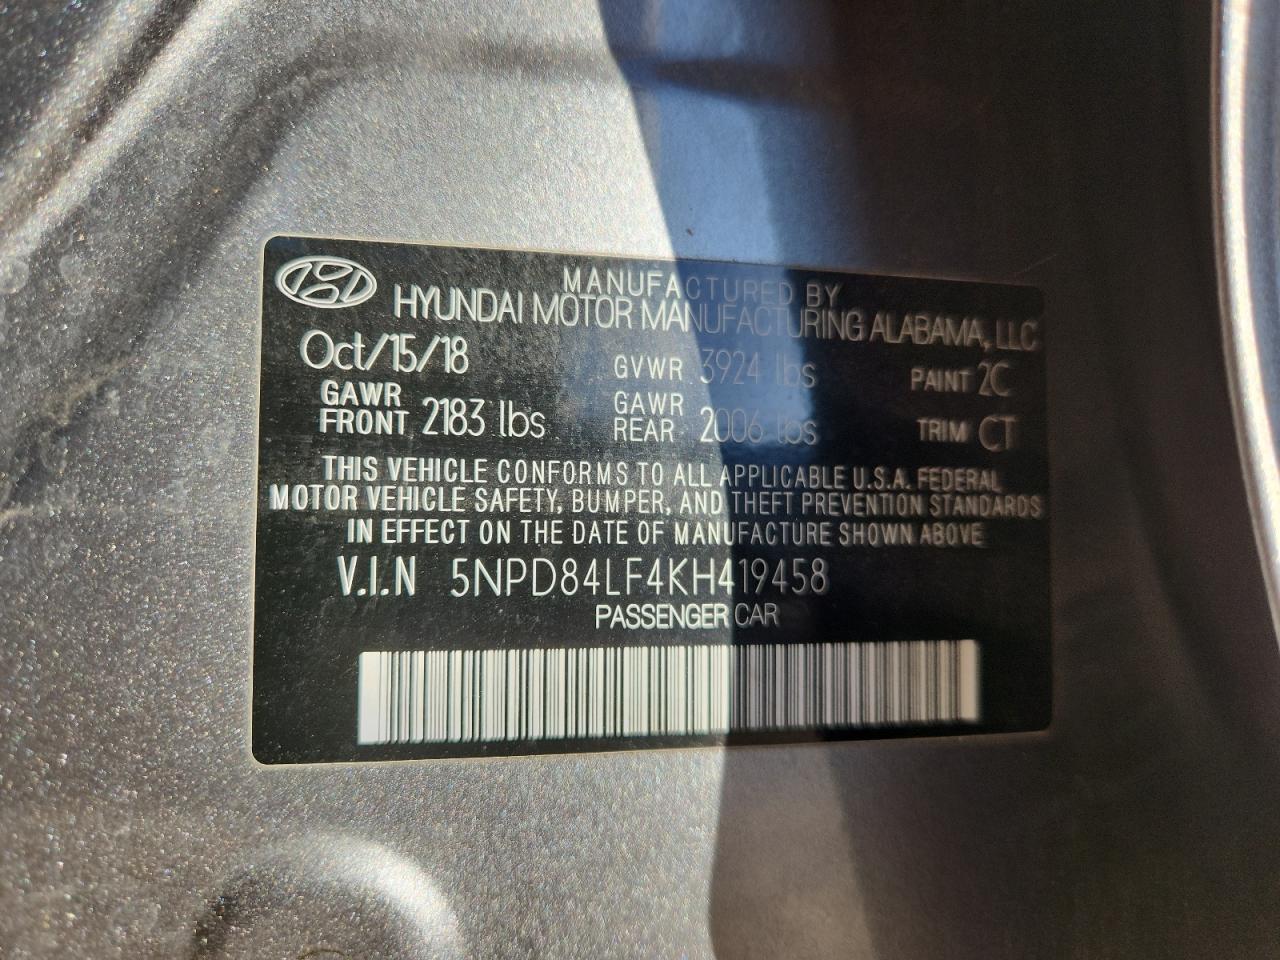 MANUFACTURED BY
HYUNDAI MOTOR MANUFACTURING ALABAMA, LLC
Oct/15/18 GVWR 3924 lbs PAINT 2C
GAWR FRONT 2183 lbs GAWR REAR 2006 lbs TRIM CT
THIS VEHICLE CONFORMS TO ALL APPLICABLE U.S.A. FEDERAL
MOTOR VEHICLE SAFETY, BUMPER, AND THEFT PREVENTION STANDARDS
IN EFFECT ON THE DATE OF MANUFACTURE SHOWN ABOVE
V.I.N 5NPD84LF4KH419458
PASSENGER CAR